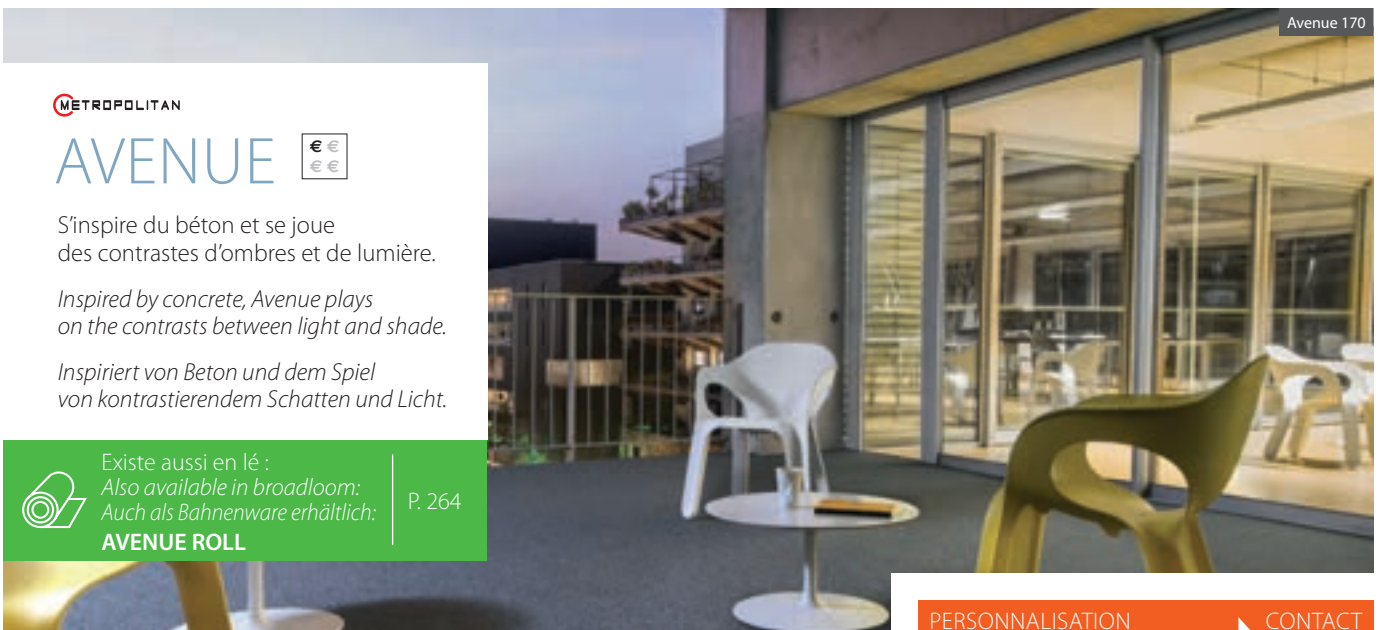 Avenue 170
METROPOLITAN
AVENUE
€ €
€ €
S’inspire du béton et se joue
des contrastes d’ombres et de lumière.
Inspired by concrete, Avenue plays
on the contrasts between light and shade.
Inspiriert von Beton und dem Spiel
von kontrastierendem Schatten und Licht.
Existe aussi en lé :
Also available in broadloom:
Auch als Bahnenware erhältlich:
AVENUE ROLL
P. 264
PERSONNALISATION
CONTACT